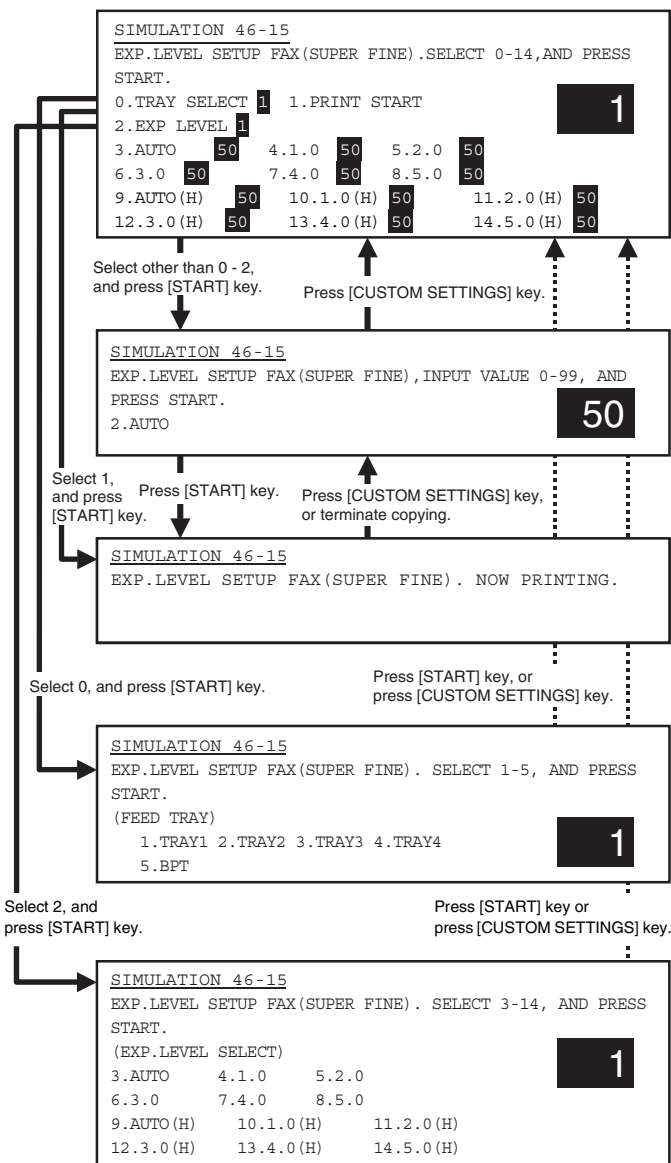 SIMULATION 46-15
EXP.LEVEL SETUP FAX(SUPER FINE).SELECT 0-14,AND PRESS
START.
0.TRAY SELECT 1 1.PRINT START
1
2.EXP LEVEL 1
3.AUTO 50 4.1.0 50 5.2.0 50
6.3.0 50 7.4.0 50 8.5.0 50
9.AUTO(H) 50 10.1.0(H) 50 11.2.0(H) 50
12.3.0(H) 50 13.4.0(H) 50 14.5.0(H) 50
Select other than 0 - 2,
and press [START] key.
Press [CUSTOM SETTINGS] key.
SIMULATION 46-15
EXP.LEVEL SETUP FAX(SUPER FINE),INPUT VALUE 0-99, AND
PRESS START.
2.AUTO
50
Select 1,
and press
[START] key.
Press [START] key.
Press [CUSTOM SETTINGS] key,
or terminate copying.
SIMULATION 46-15
EXP.LEVEL SETUP FAX(SUPER FINE). NOW PRINTING.
Select 0, and press [START] key.
Press [START] key, or
press [CUSTOM SETTINGS] key.
SIMULATION 46-15
EXP.LEVEL SETUP FAX(SUPER FINE). SELECT 1-5, AND PRESS
START.
(FEED TRAY)
1.TRAY1 2.TRAY2 3.TRAY3 4.TRAY4
5.BPT
1
Select 2, and
press [START] key.
Press [START] key or
press [CUSTOM SETTINGS] key.
SIMULATION 46-15
EXP.LEVEL SETUP FAX(SUPER FINE). SELECT 3-14, AND PRESS
START.
(EXP.LEVEL SELECT)
1
3.AUTO 4.1.0 5.2.0
6.3.0 7.4.0 8.5.0
9.AUTO(H) 10.1.0(H) 11.2.0(H)
12.3.0(H) 13.4.0(H) 14.5.0(H)